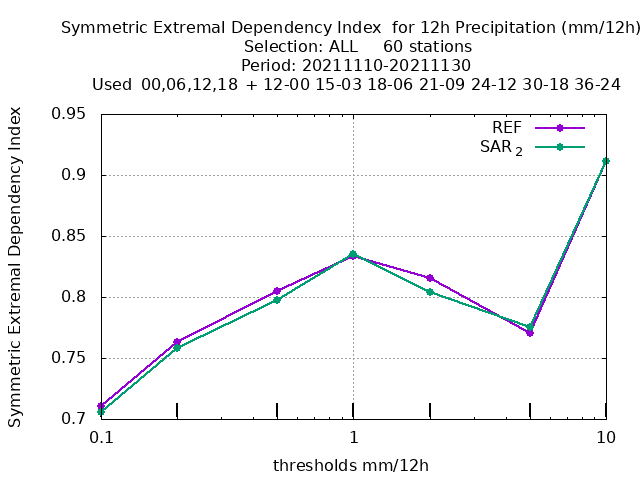 Symmetric Extremal Dependency Index  for 12h Precipitation (mm/12h)
Selection: ALL     60 stations
Period: 20211110-20211130
Used  00,06,12,18  + 12-00 15-03 18-06 21-09 24-12 30-18 36-24
Symmetric Extremal Dependency Index
0.95
0.9
0.85
0.8
0.75
0.7
REF
SAR 2
0.1
1
10
thresholds mm/12h